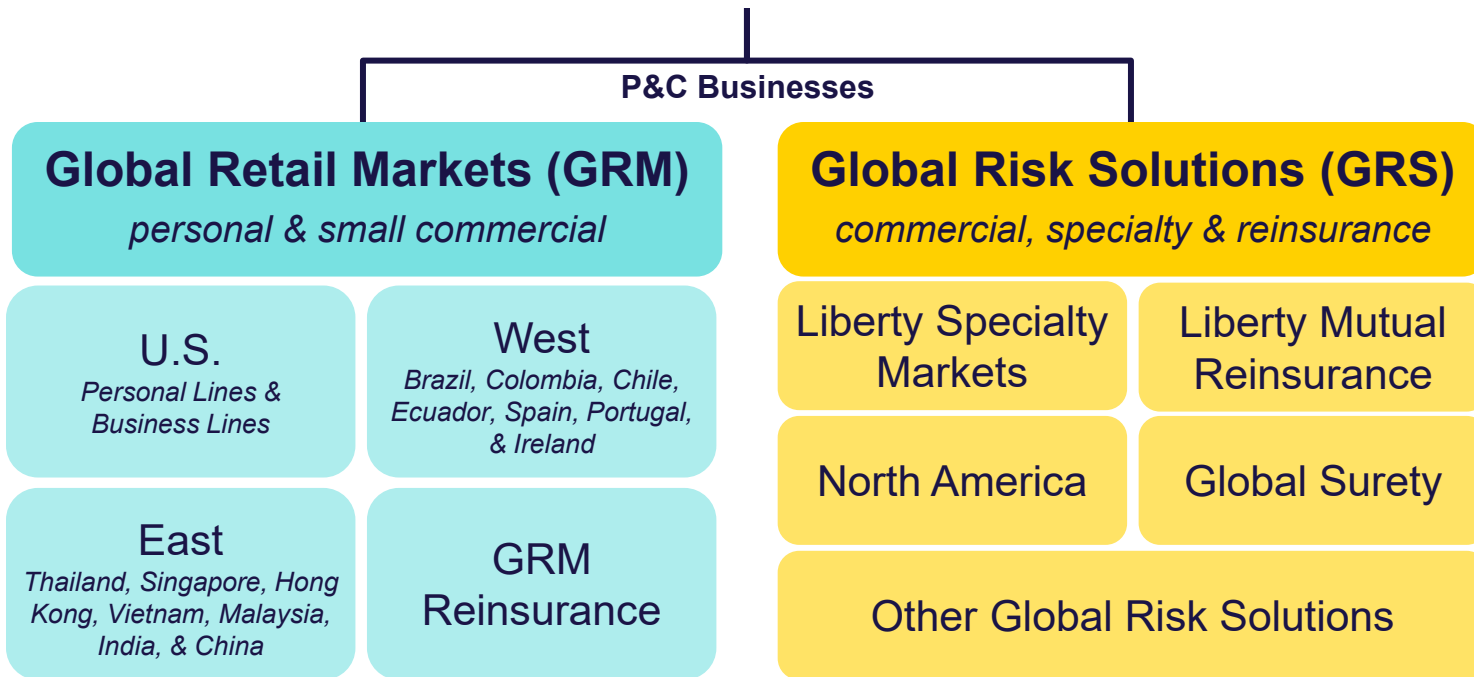 P&C Businesses
Global Retail Markets (GRM)
personal & small commercial
U.S.
Personal Lines &
Business Lines
West
Brazil, Colombia, Chile,
Ecuador, Spain, Portugal,
& Ireland
East
Thailand, Singapore, Hong
Kong, Vietnam, Malaysia,
India, & China
GRM
Reinsurance
Global Risk Solutions (GRS)
commercial, specialty & reinsurance
Liberty Specialty
Markets
Liberty Mutual
Reinsurance
North America
Global Surety
Other Global Risk Solutions